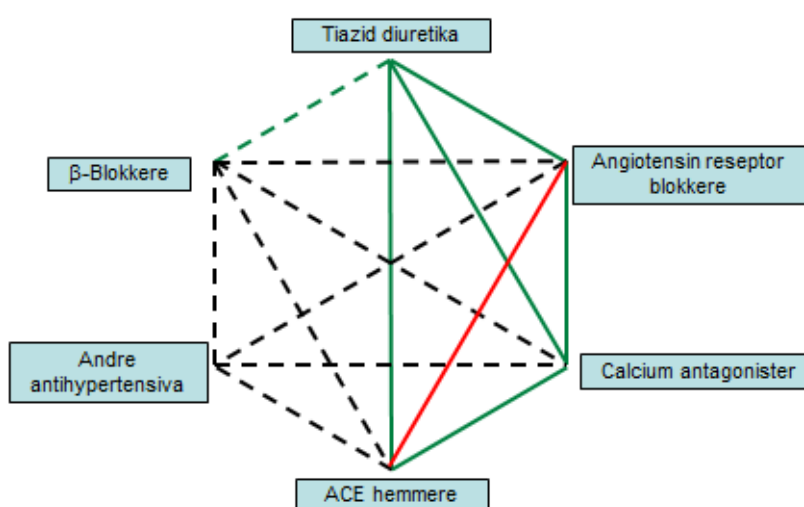 Tiazid diuretika
β-Blokkere
Angiotensin reseptor
blokkere
Andre
antihypertensiva
Calcium antagonister
ACE hemmere